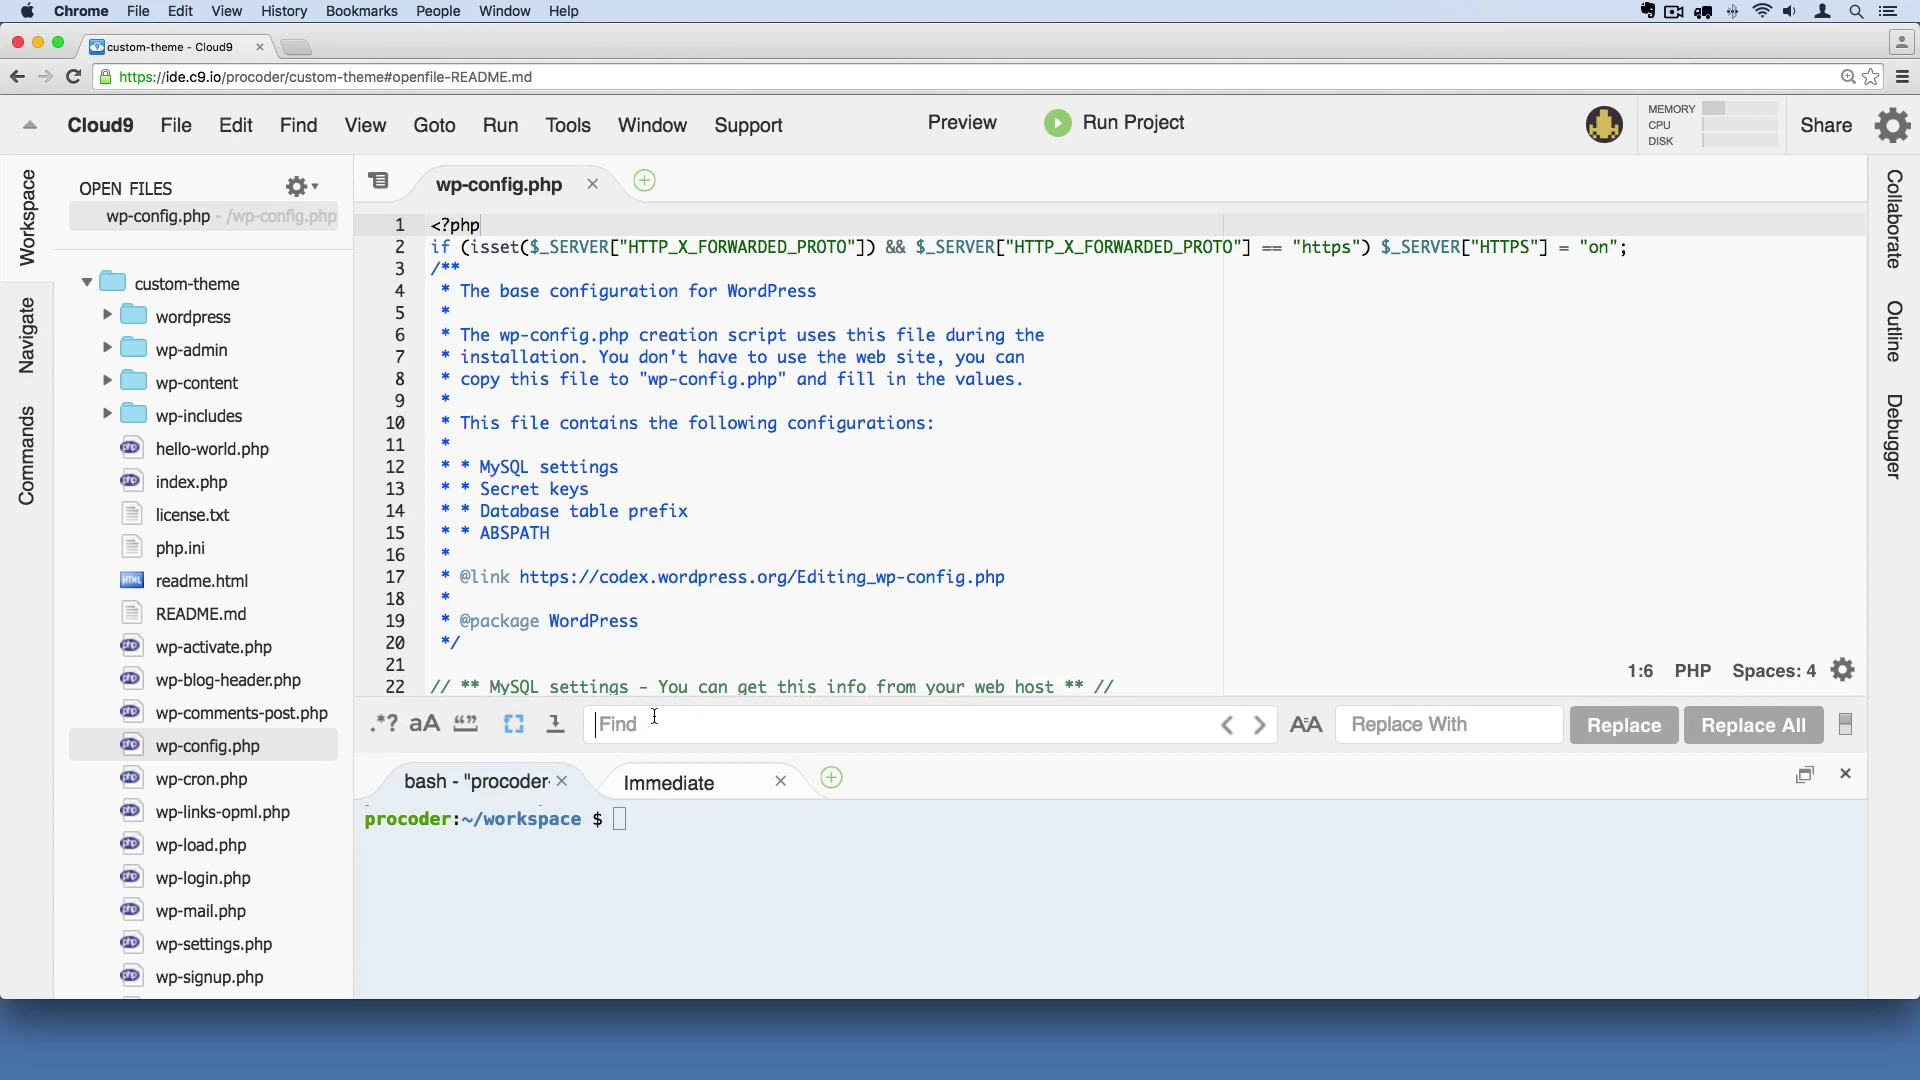 Chrome File Edit View History Bookmarks People Window Help
custom-theme - Cloud9
https://ide.c9.io/procoder/custom-theme#openfile-README.md
Cloud9 File Edit Find View Goto Run Tools Window Support Preview Run Project Share
MEMORY
CPU
DISK
Workspace
Navigate
Commands
OPEN FILES
wp-config.php - /wp-config.php
custom-theme
wordpress
wp-admin
wp-content
wp-includes
hello-world.php
index.php
license.txt
php.ini
readme.html
README.md
wp-activate.php
wp-blog-header.php
wp-comments-post.php
wp-config.php
wp-cron.php
wp-links-opml.php
wp-load.php
wp-login.php
wp-mail.php
wp-settings.php
wp-signup.php
wp-config.php
1 <?php
2 if (isset($_SERVER["HTTP_X_FORWARDED_PROTO"]) && $_SERVER["HTTP_X_FORWARDED_PROTO"] == "https") $_SERVER["HTTPS"] = "on";
3 /**
4 * The base configuration for WordPress
5 *
6 * The wp-config.php creation script uses this file during the
7 * installation. You don't have to use the web site, you can
8 * copy this file to "wp-config.php" and fill in the values.
9 *
10 * This file contains the following configurations:
11 *
12 * * MySQL settings
13 * * Secret keys
14 * * Database table prefix
15 * * ABSPATH
16 *
17 * @link https://codex.wordpress.org/Editing_wp-config.php
18 *
19 * @package WordPress
20 */
21
22 // ** MySQL settings - You can get this info from your web host ** //
1:6 PHP Spaces: 4
.*? aA “” Find AA Replace With Replace Replace All
bash - "procoder- Immediate
procoder:~/workspace $
Collaborate
Outline
Debugger